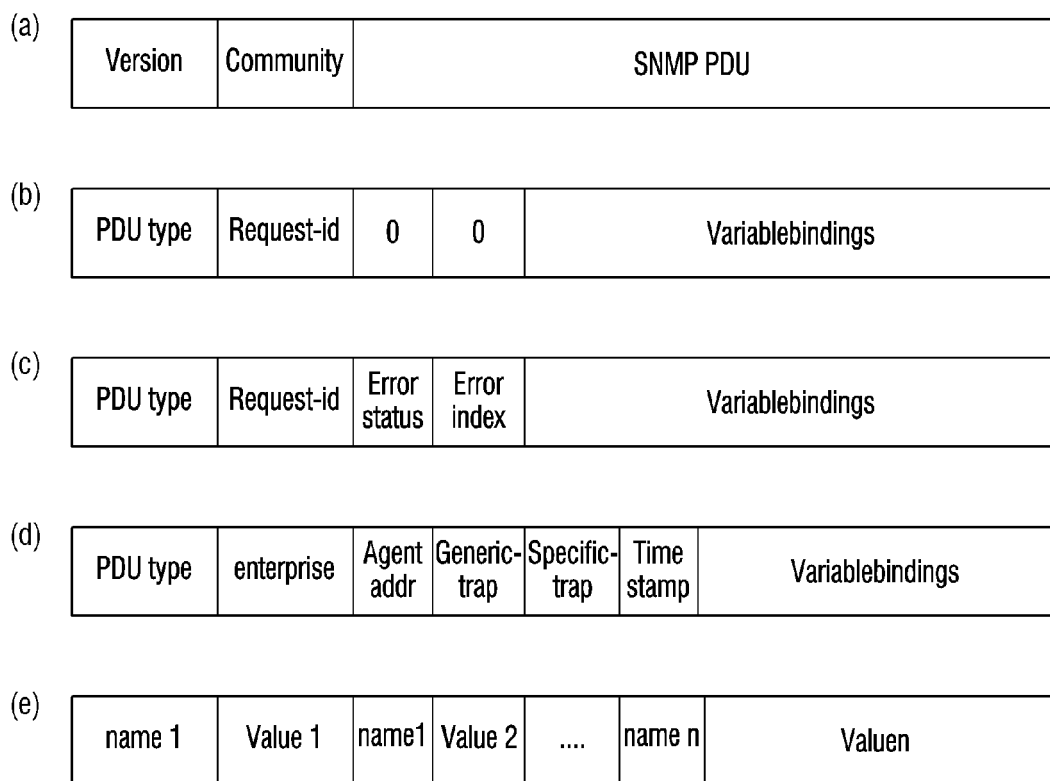 (a)
Version Community SNMP PDU
(b)
PDU type Request-id 0 0 Variablebindings
(c)
PDU type Request-id Error status Error index Variablebindings
(d)
PDU type enterprise Agent addr Generic-trap Specific-trap Time stamp Variablebindings
(e)
name 1 Value 1 name1 Value 2 .... name n Valuen